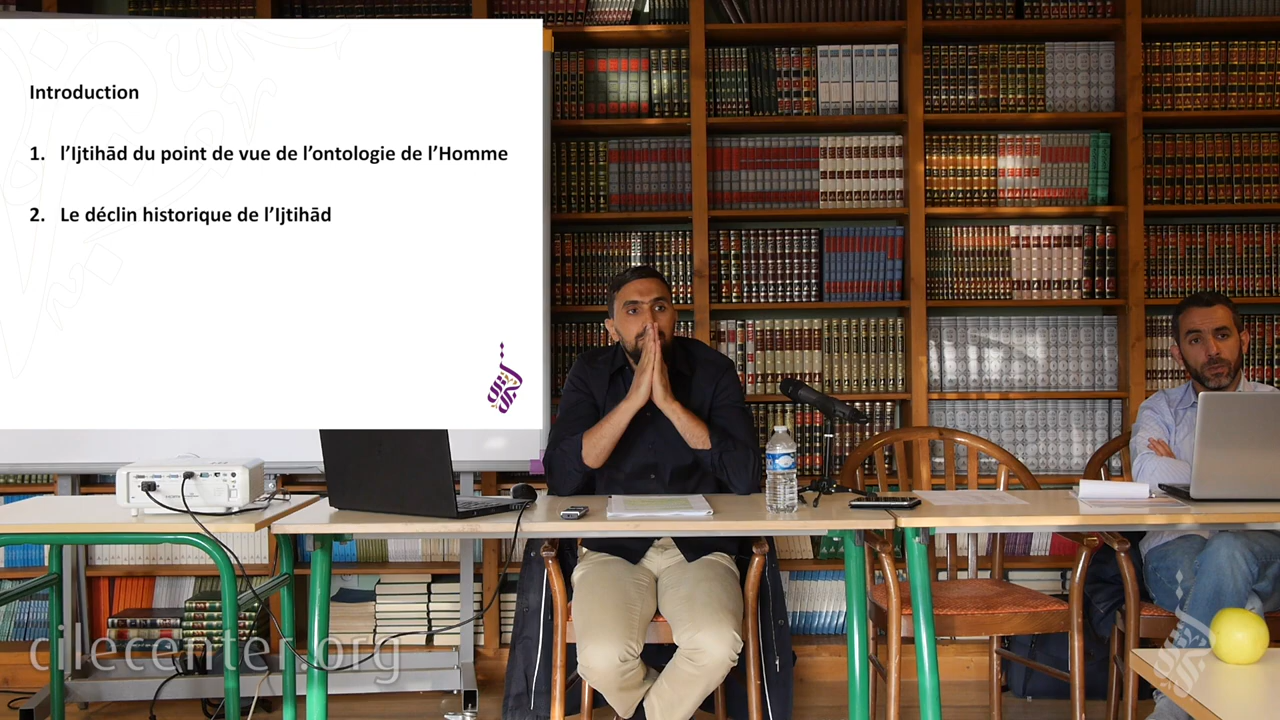 Introduction
1. l’Ijtihād du point de vue de l’ontologie de l’Homme
2. Le déclin historique de l’Ijtihād
cilecenter.org